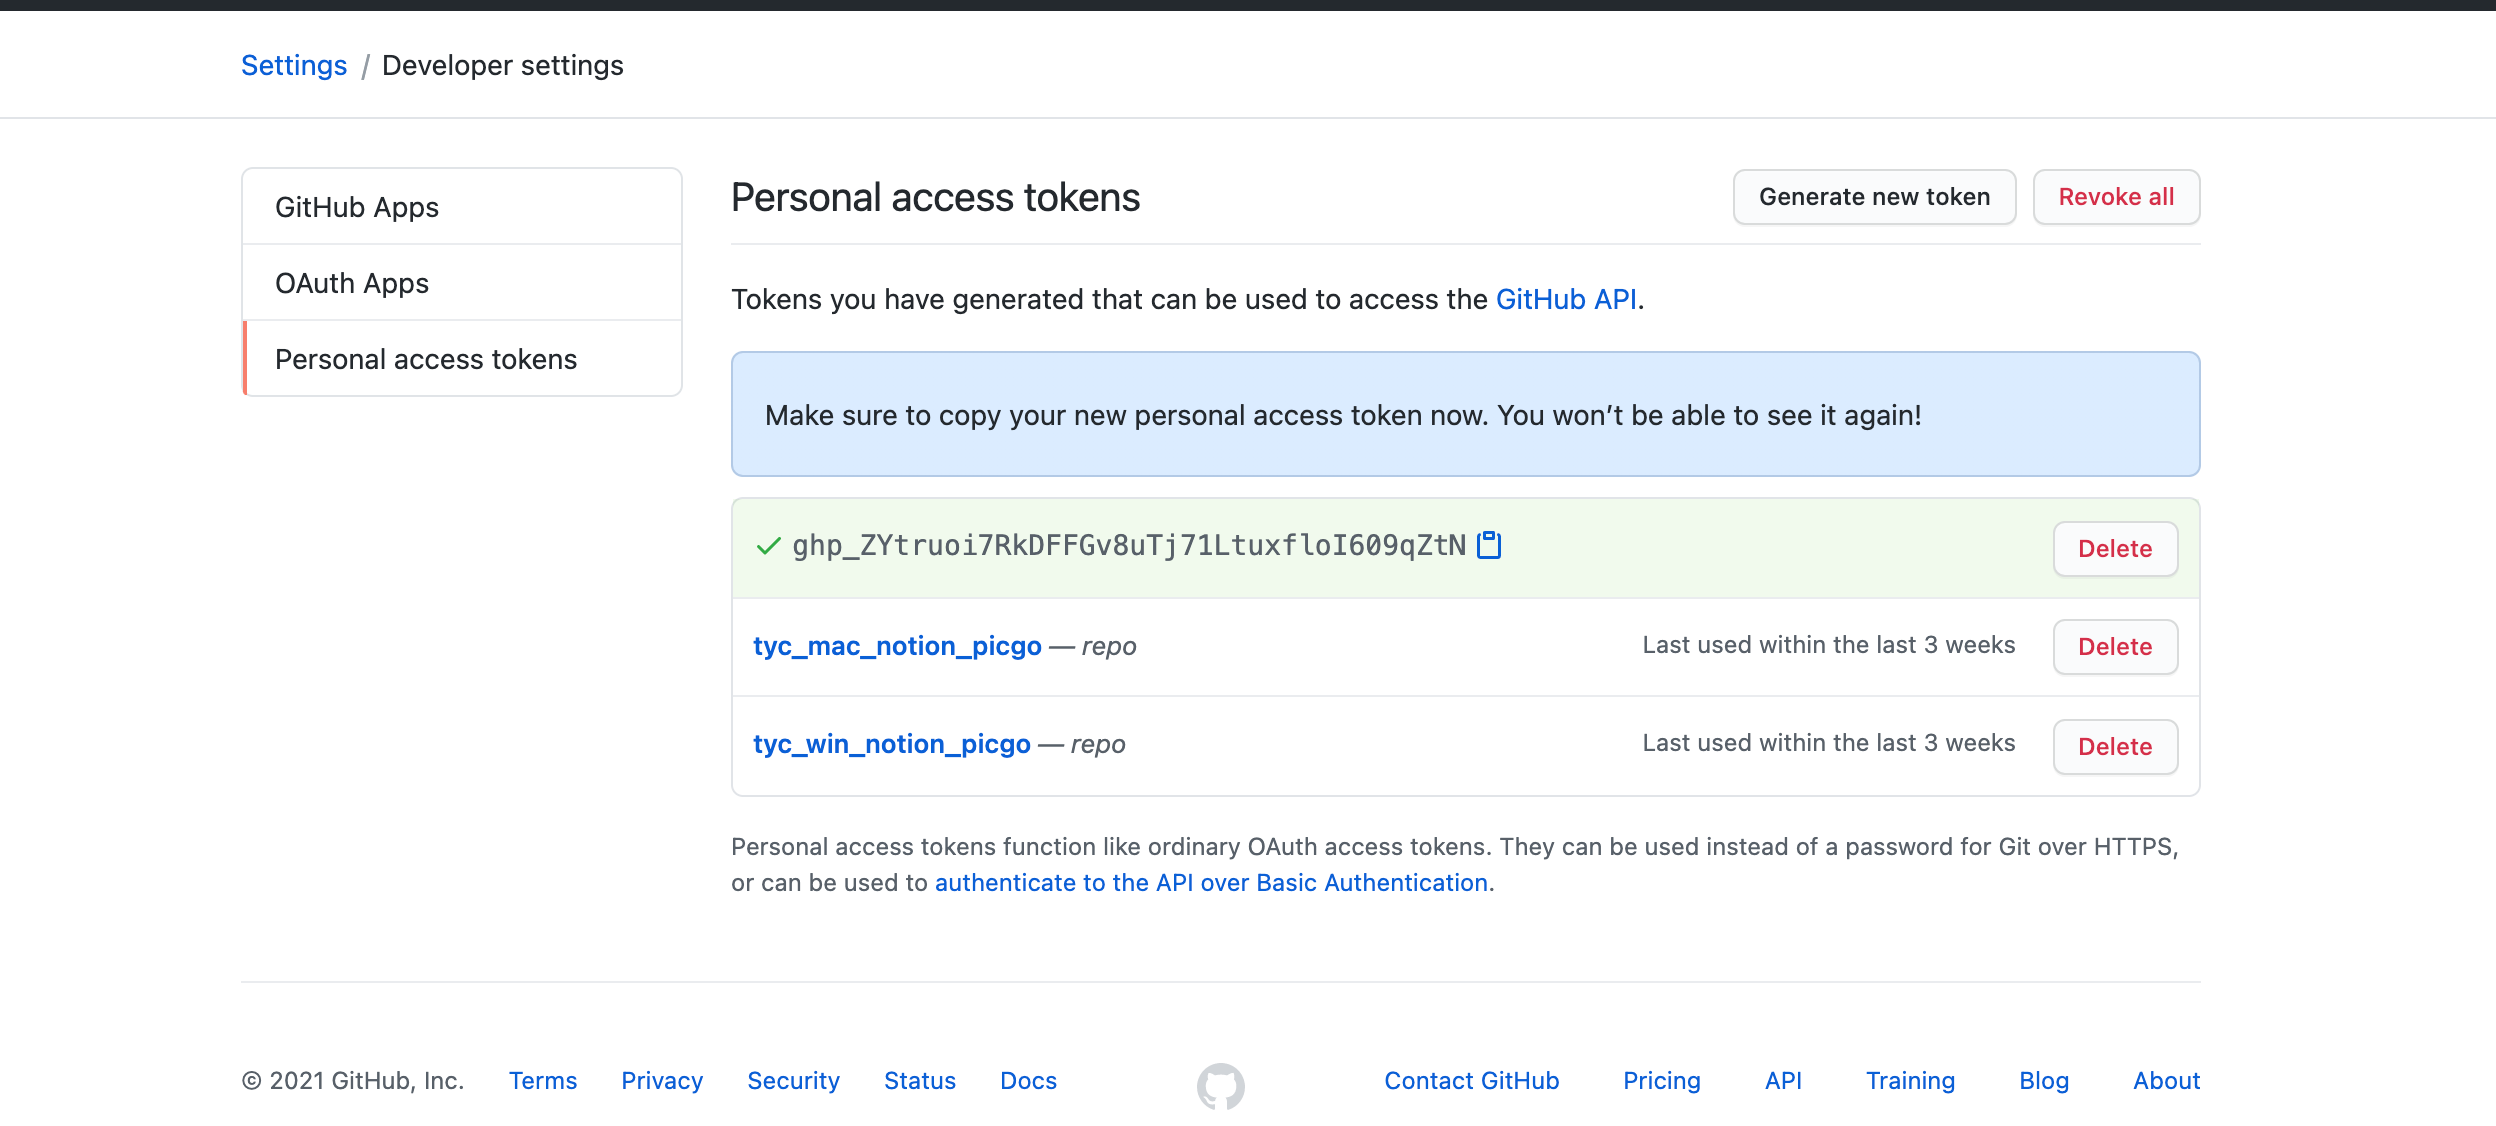 Settings / Developer settings
GitHub Apps
OAuth Apps
Personal access tokens
Personal access tokens
Generate new token
Revoke all
Tokens you have generated that can be used to access the GitHub API.
Make sure to copy your new personal access token now. You won’t be able to see it again!
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
Delete
tyc_mac_notion_picgo — repo
Last used within the last 3 weeks
Delete
tyc_win_notion_picgo — repo
Last used within the last 3 weeks
Delete
Personal access tokens function like ordinary OAuth access tokens. They can be used instead of a password for Git over HTTPS,
or can be used to authenticate to the API over Basic Authentication.
© 2021 GitHub, Inc.
Terms
Privacy
Security
Status
Docs
Contact GitHub
Pricing
API
Training
Blog
About